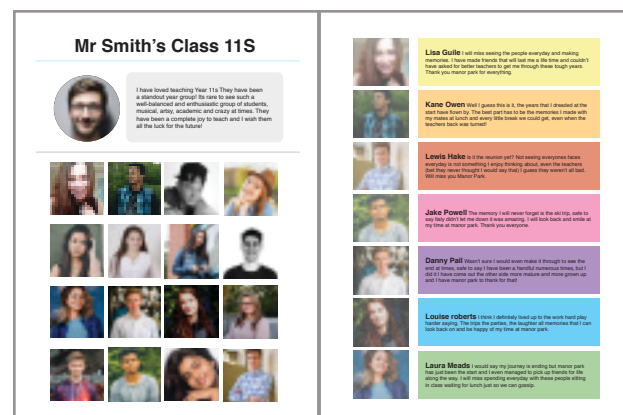 Mr Smith's Class 11S
I have loved teaching Year 11s They have been
a standout year group! Its rare to see such a
well-balanced and enthusiastic group of students,
musical, artsy, academic and crazy at times. They
have been a complete joy to teach and I wish them
all the luck for the future!
Lisa Guile I will miss seeing the people everyday and making
memories. I have made friends that will last me a life time and couldn't
have asked for better teachers to get me through these tough years.
Thank you manor park for everything.
Kane Owen Well I guess this is it, the years that I dreaded at the
start have flown by. The best part has to be the memories I made with
my mates at lunch and every little break we could get, even when the
teachers back was turned!
Lewis Hake is it the reunion yet? Not seeing everyones faces
everyday is not something I enjoy thinking about, even the teachers
(bet they never thought I would say that) I guess they weren't all bad.
Will miss you Manor Park.
Jake Powell The memory I will never forget is the ski trip, safe to
say Italy didn't let me down it was amazing. I will look back and smile at
my time at manor park. Thank you everyone.
Danny Pail Wasn't sure I would even make it through to see the
end at times, safe to say I have been a handful numerous times, but I
did it I have come out the other side more mature and more grown up
and I have manor park to thank for that!
Louise roberts I think I definitely lived up to the work hard play
harder saying. The trips the parties, the laughter all memories that I can
look back on and be happy of my time at manor park.
Laura Meads I would say my journey is ending but manor park
has just been the start and I even managed to pick up friends for life
along the way. I will miss spending everyday with these people sitting
in class waiting for lunch just so we can gossip.